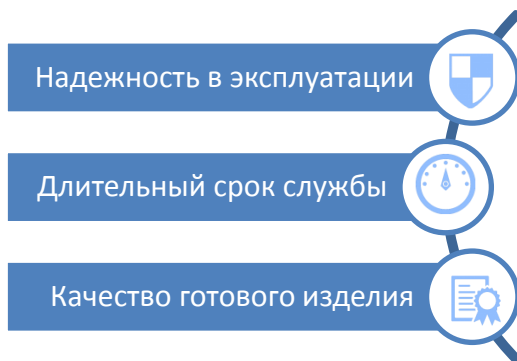 Надежность в эксплуатации
Длительный срок службы
Качество готового изделия